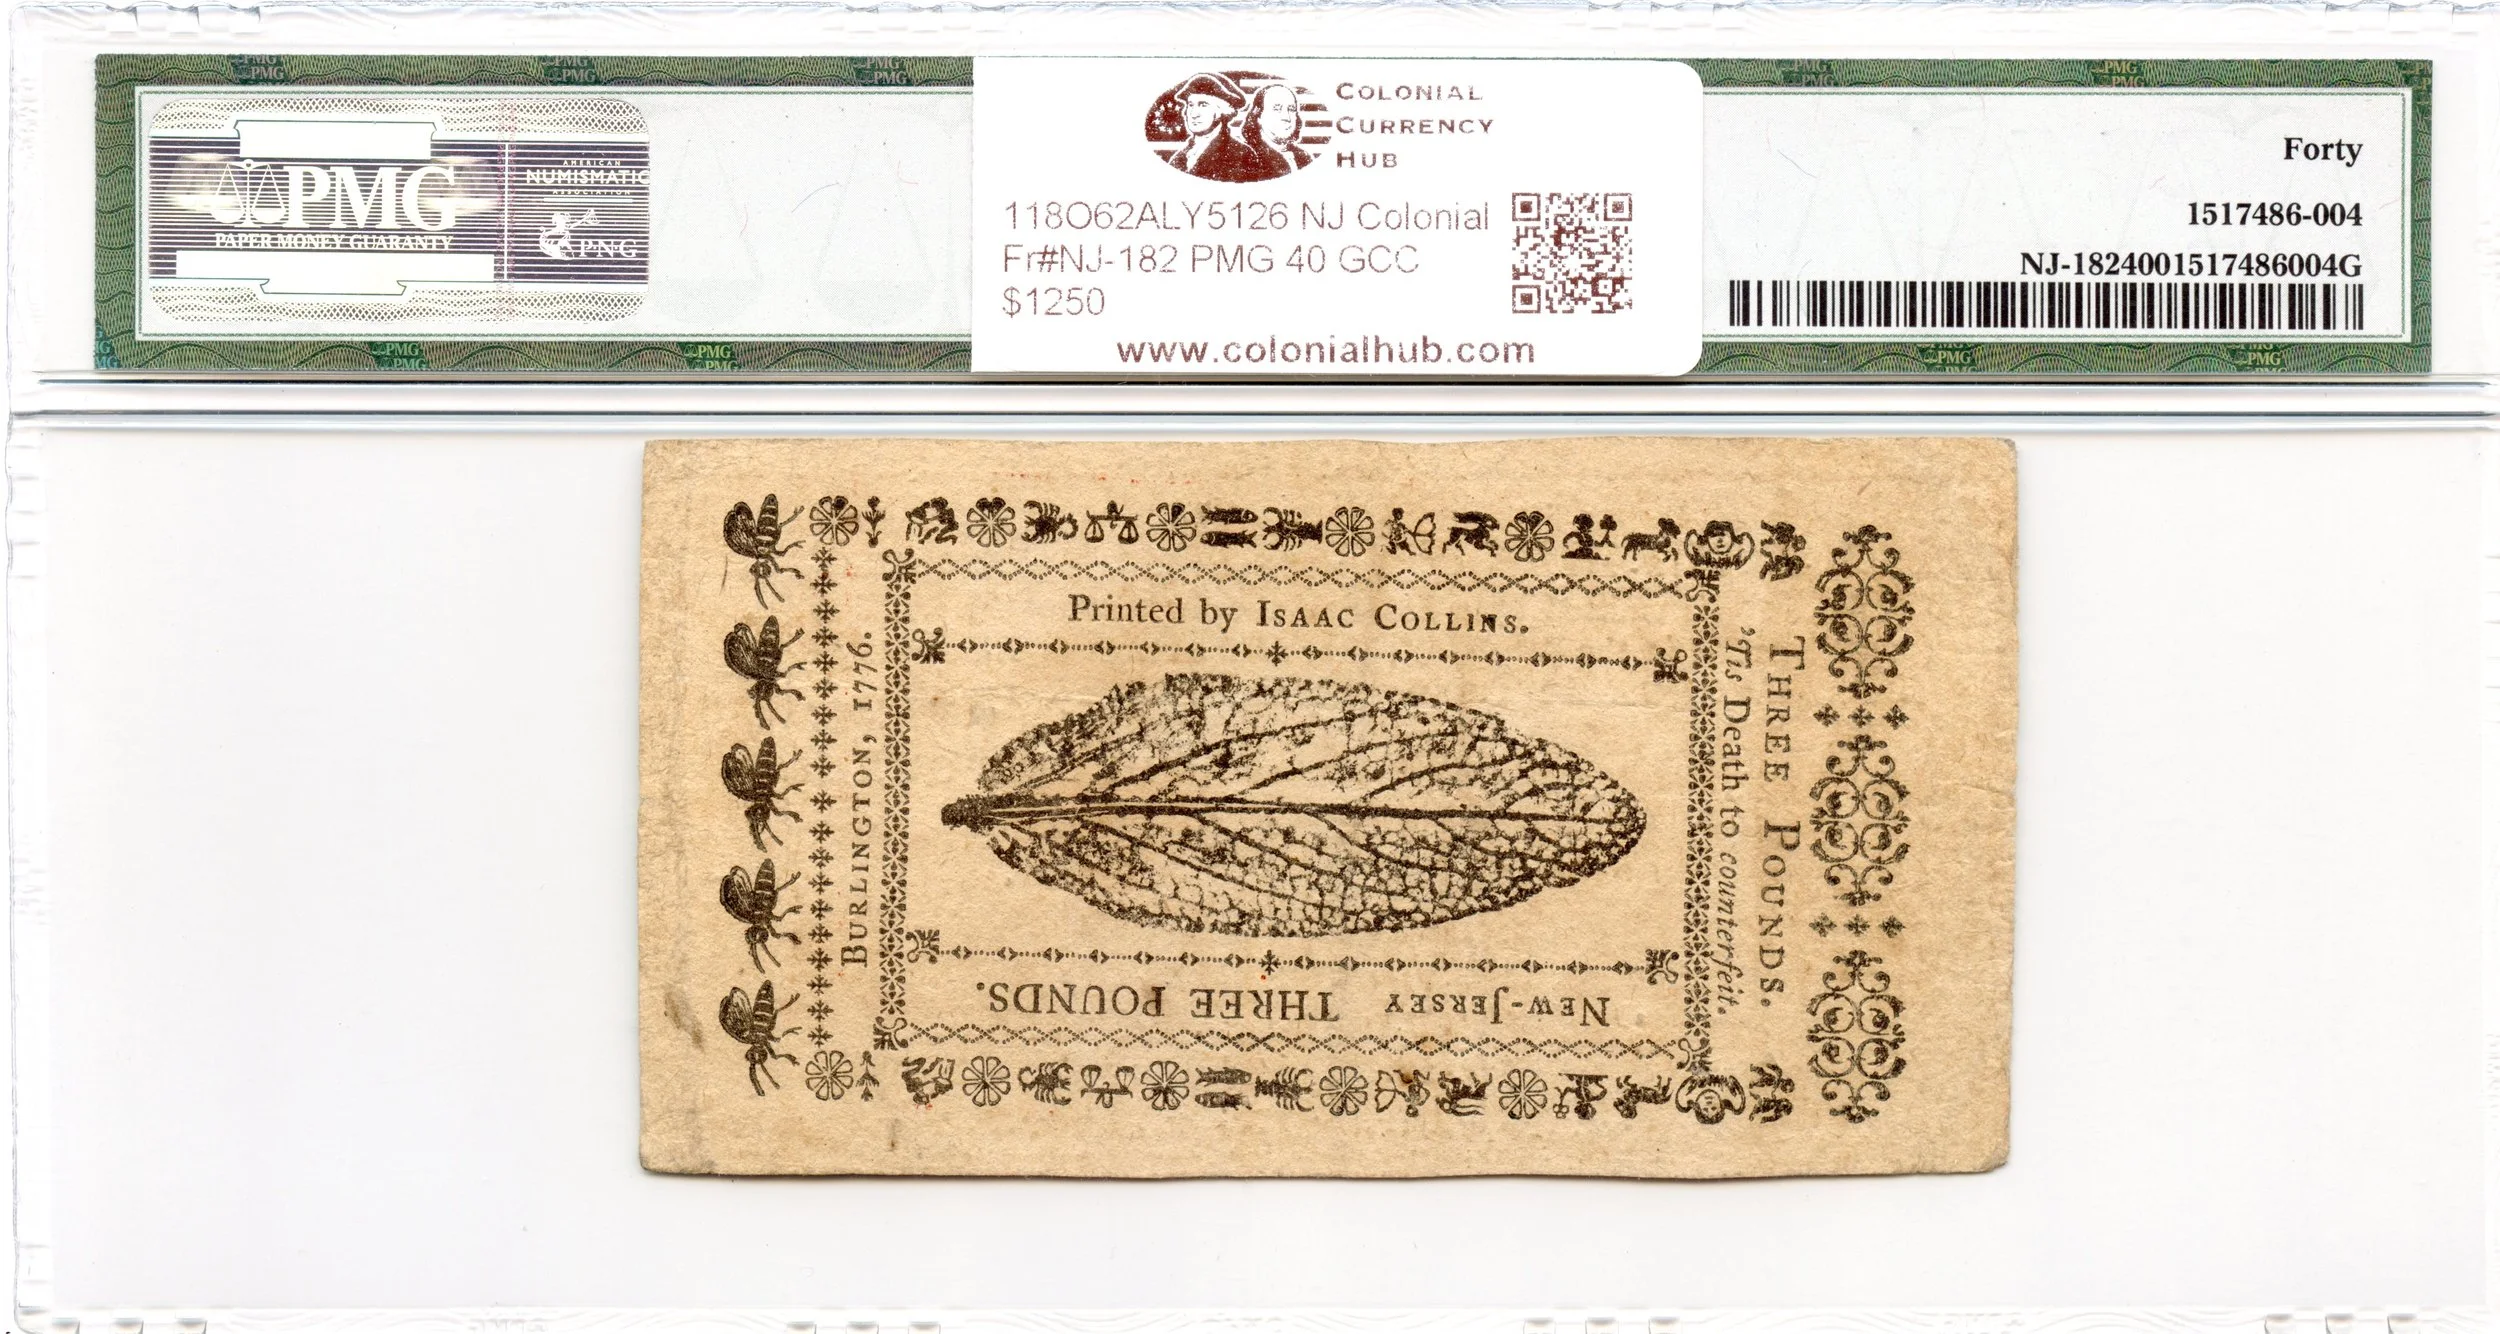 PMG
PAPER MONEY GUARANTY
AMERICAN
NUMISMATIC
ASSOCIATION
PNG
COLONIAL
CURRENCY
HUB
118O62ALY5126 NJ Colonial
Fr#NJ-182 PMG 40 GCC
$1250
www.colonialhub.com
Forty
1517486-004
NJ-1824001517486004G
Printed by ISAAC COLLINS.
BURLINGTON, 1776.
'Tis Death to counterfeit.
THREE POUNDS.
NEW-JERSEY THREE POUNDS.